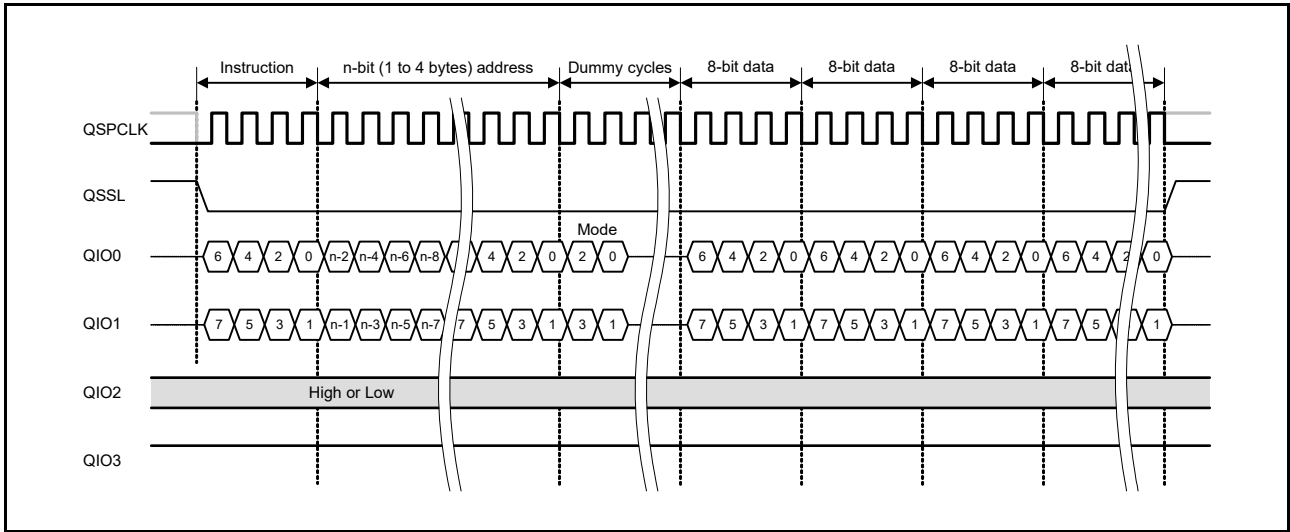 Instruction n-bit (1 to 4 bytes) address Dummy cycles 8-bit data 8-bit data 8-bit data 8-bit data
QSPCLK
QSSL
Mode
QIO0 6 4 2 0 n-2 n-4 n-6 n-8 4 2 0 2 0 6 4 2 0 6 4 2 0 6 4 2 0 6 4 2 0
QIO1 7 5 3 1 n-1 n-3 n-5 n-7 7 5 3 1 3 1 7 5 3 1 7 5 3 1 7 5 3 1 7 5 1
QIO2 High or Low
QIO3